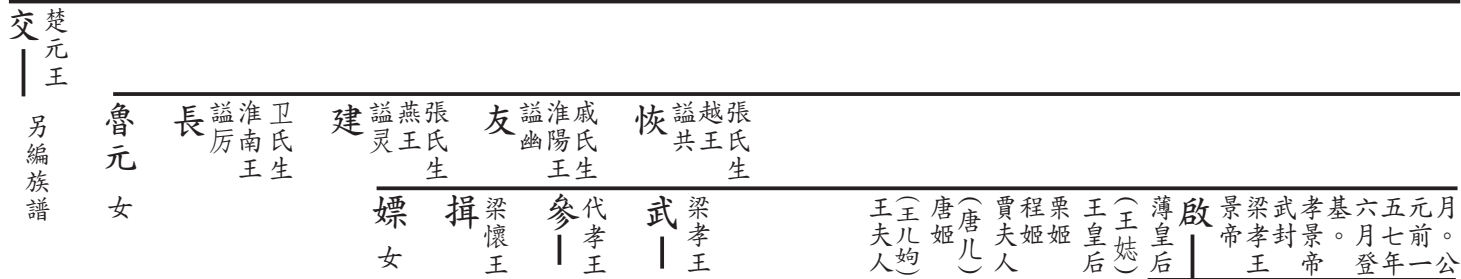 楚元王
交
另編族譜
張氏生
越王
謚共
恢
戚氏生
淮陽王
謚幽
友
張氏生
燕王
謚灵
建
卫氏生
淮南王
謚厉
長
魯元 女
月。公
元前一
五七年
六月登
基。
孝景帝
武封
梁孝王
景帝
啟
薄皇后
(王娡)
王皇后
栗姬
程姬
賈夫人
(唐儿)
唐姬
(王儿姁)
王夫人
梁孝王
武
代孝王
參
梁懷王
揖
嫖 女